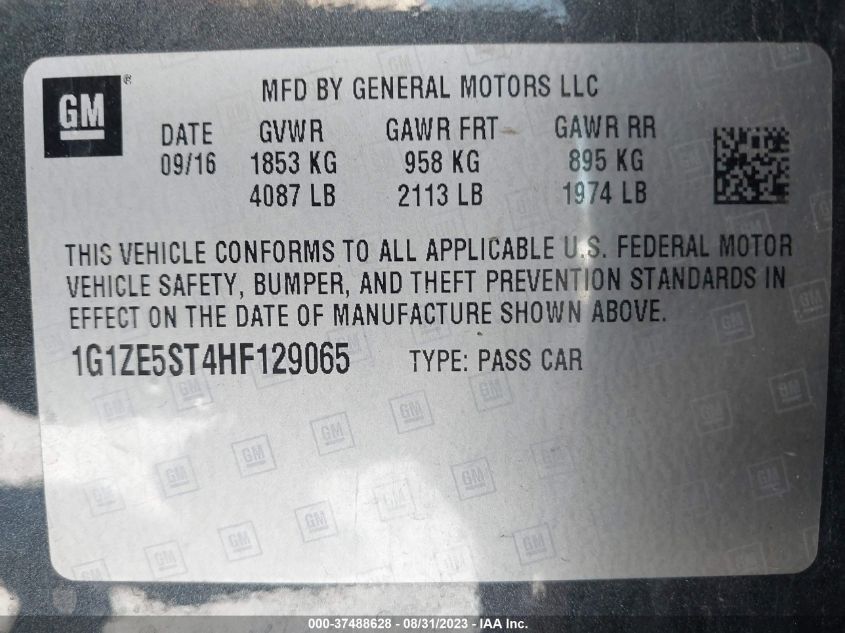 GM ®
MFD BY GENERAL MOTORS LLC
DATE GVWR GAWR FRT GAWR RR
09/16 1853 KG 958 KG 895 KG
4087 LB 2113 LB 1974 LB
THIS VEHICLE CONFORMS TO ALL APPLICABLE U.S. FEDERAL MOTOR
VEHICLE SAFETY, BUMPER, AND THEFT PREVENTION STANDARDS IN
EFFECT ON THE DATE OF MANUFACTURE SHOWN ABOVE.
1G1ZE5ST4HF129065 TYPE: PASS CAR
000-37488628 - 08/31/2023 - IAA Inc.